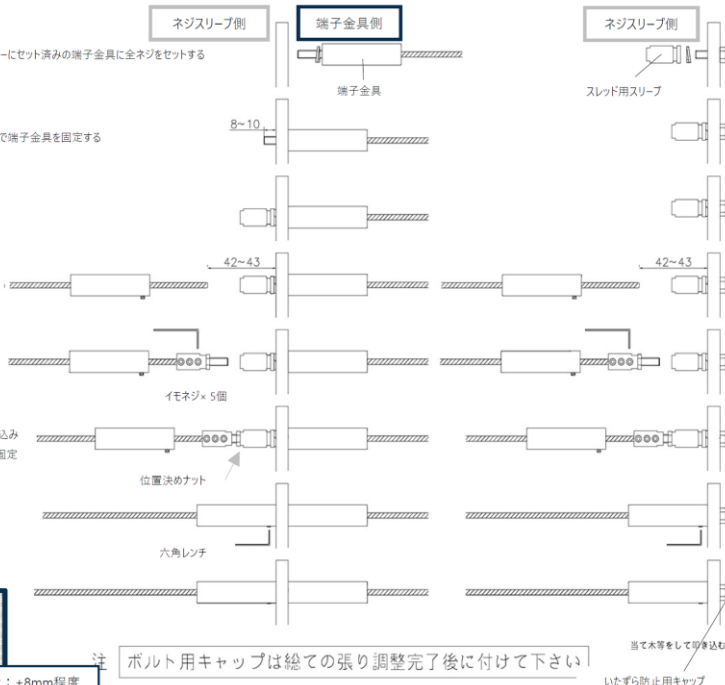 ネジスリーブ側
端子金具側
ネジスリーブ側
ーにセット済みの端子金具に全ネジをセットする
端子金具
スレッド用スリーブ
8~10
で端子金具を固定する
42~43
42~43
イモネジ× 5個
込み
固定
位置決めナット
六角レンチ
当て木等をして叩き込む
注 ボルト用キャップは総ての張り調整完了後に付けて下さい
：±8mm程度
いたずら防止用キャップ